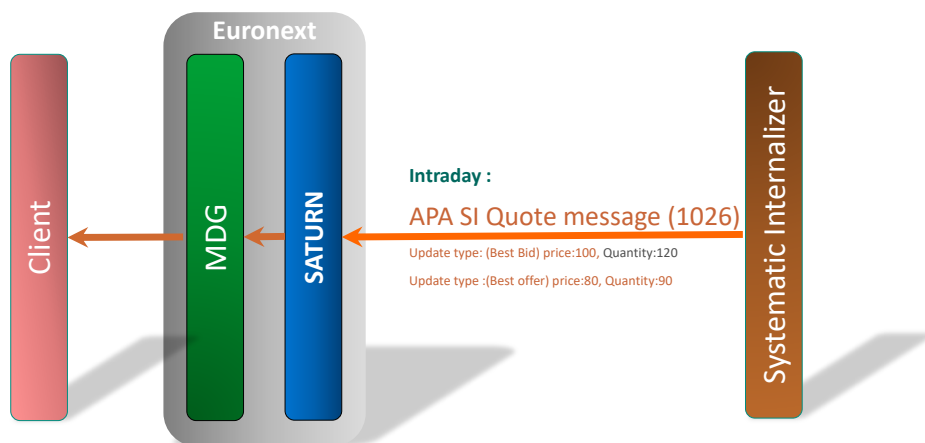 Euronext
Client
MDG
SATURN
Intraday :
APA SI Quote message (1026)
Update type: (Best Bid) price:100, Quantity:120
Update type :(Best offer) price:80, Quantity:90
Systematic Internalizer